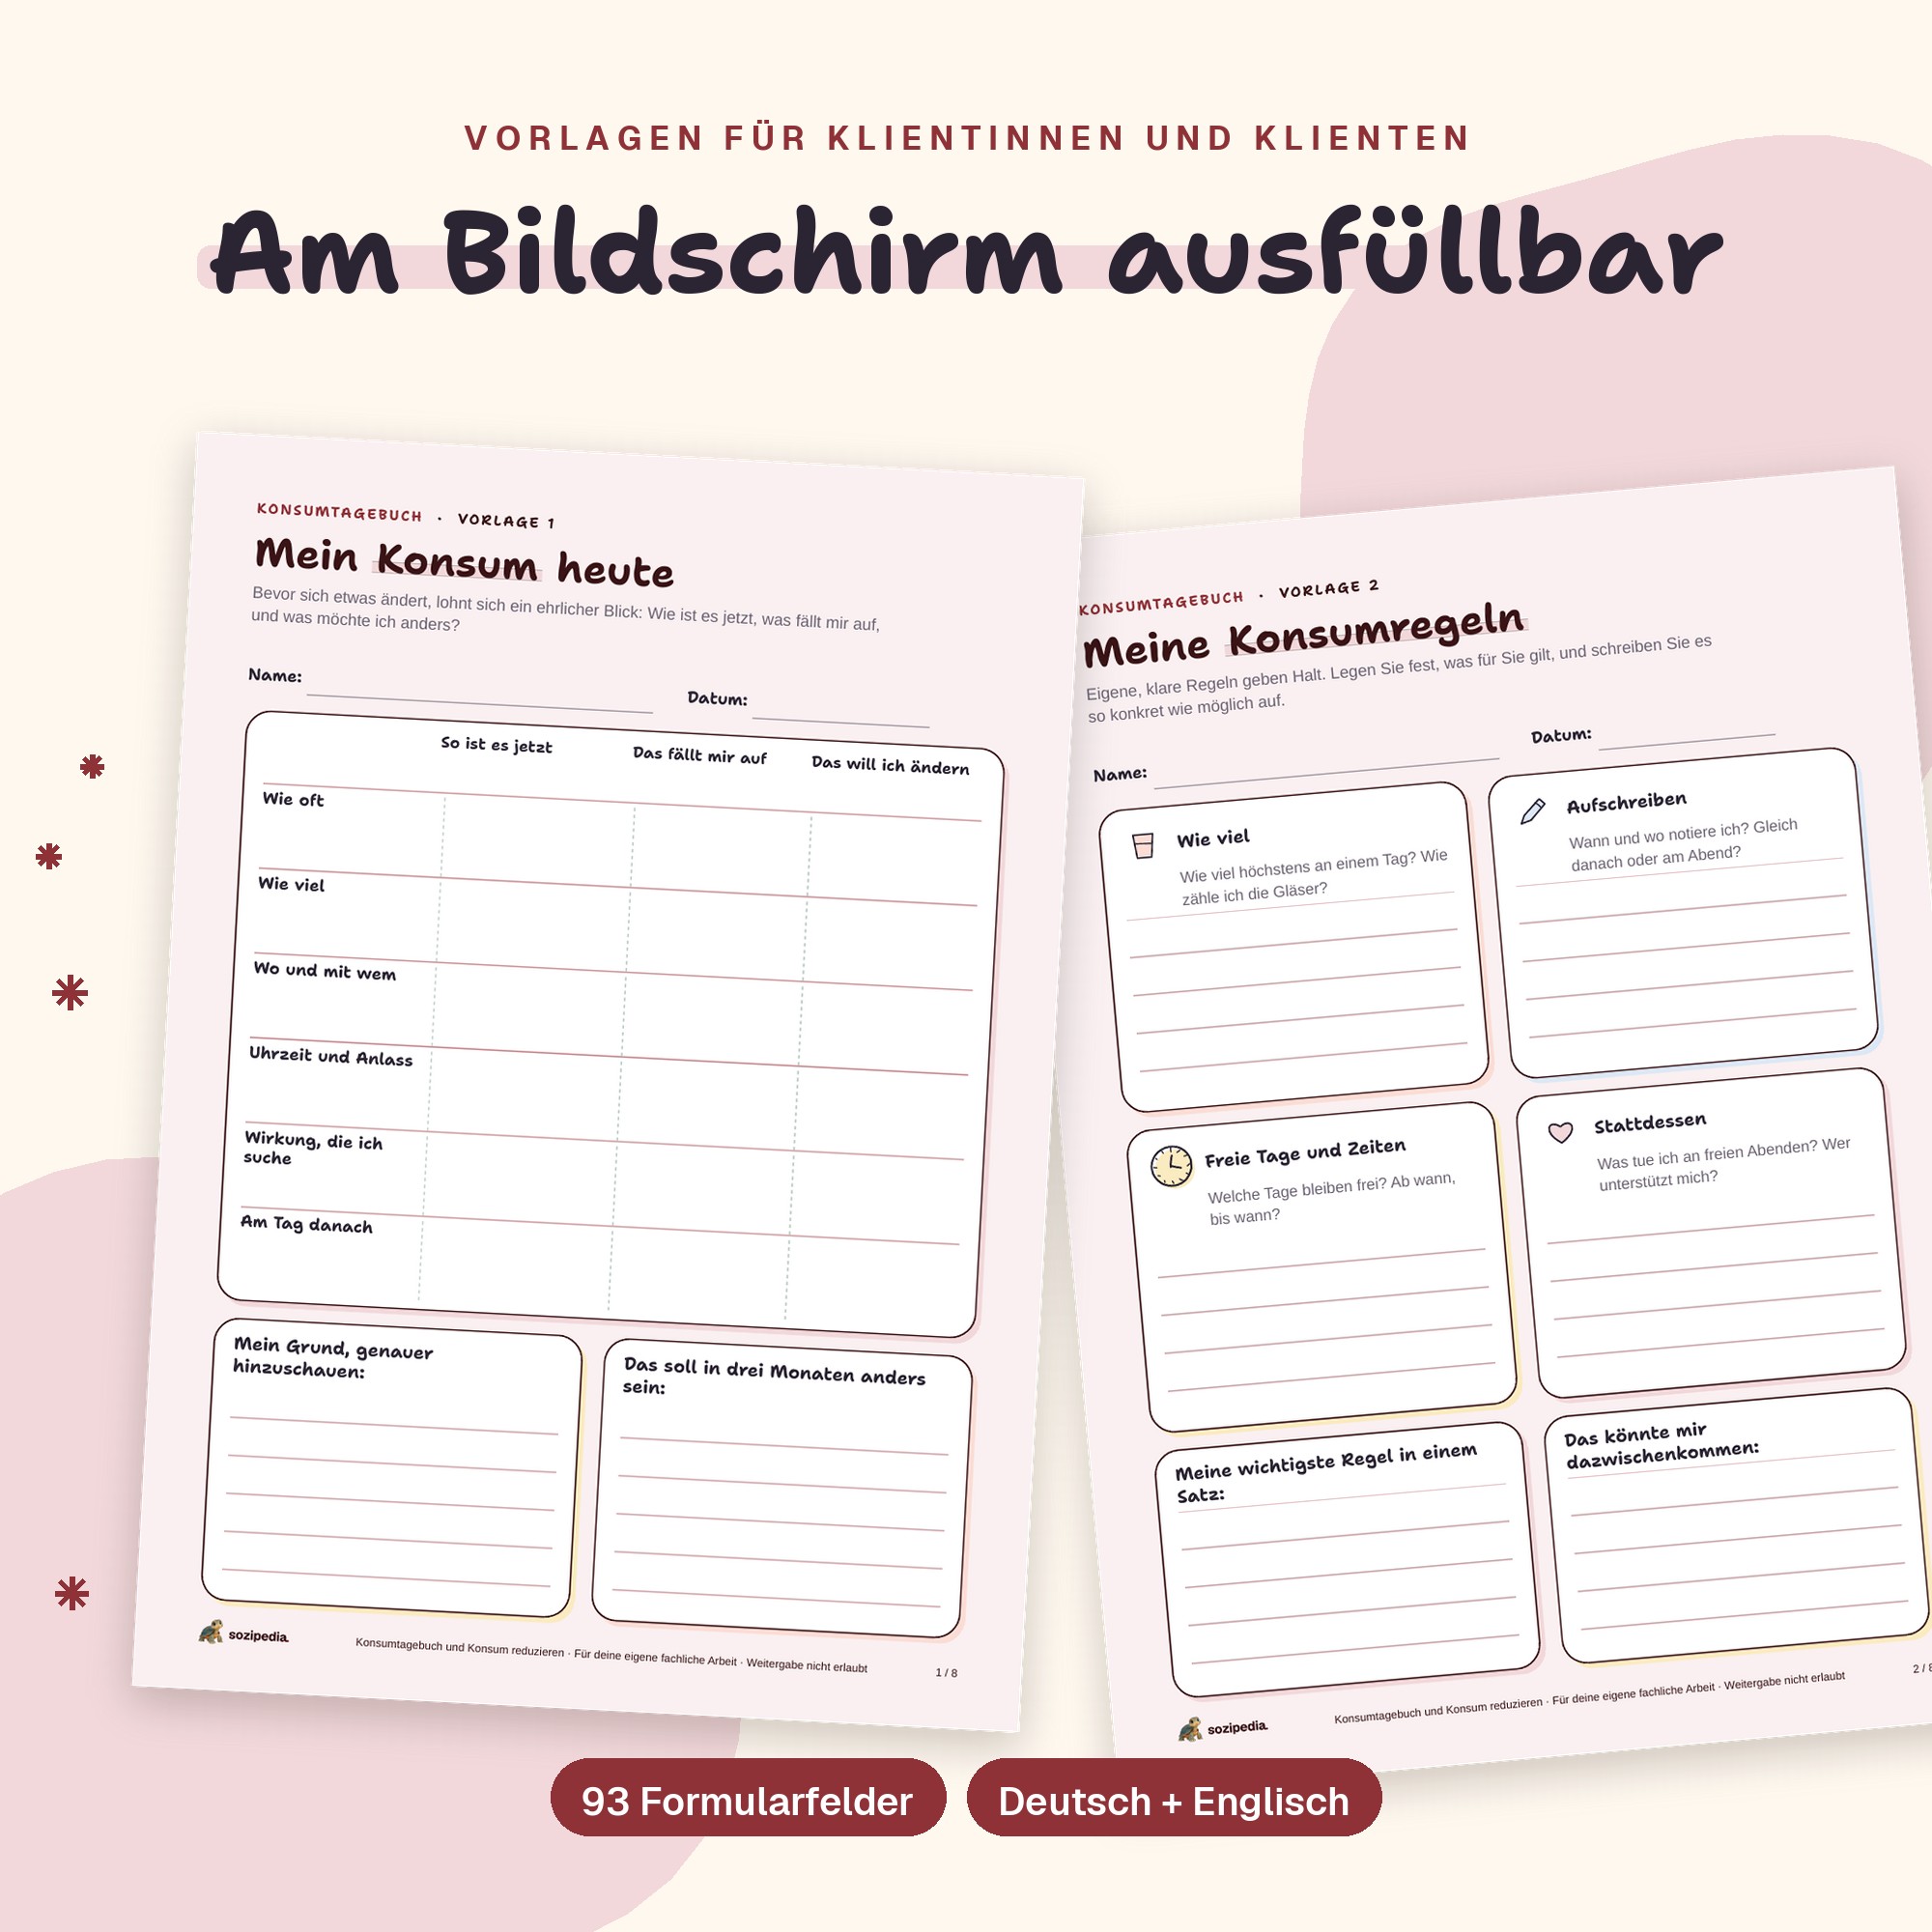 VORLAGEN FÜR KLIENTINNEN UND KLIENTEN
Am Bildschirm ausfüllbar
KONSUMTAGEBUCH · VORLAGE 1
Mein Konsum heute
Bevor sich etwas ändert, lohnt sich ein ehrlicher Blick: Wie ist es jetzt, was fällt mir auf,
und was möchte ich anders?
Name:
Datum:
So ist es jetzt
Das fällt mir auf
Das will ich ändern
Wie oft
Wie viel
Wo und mit wem
Uhrzeit und Anlass
Wirkung, die ich
suche
Am Tag danach
Mein Grund, genauer
hinzuschauen:
Das soll in drei Monaten anders
sein:
sozipedia.
Konsumtagebuch und Konsum reduzieren · Für deine eigene fachliche Arbeit · Weitergabe nicht erlaubt
1 / 8
KONSUMTAGEBUCH · VORLAGE 2
Meine Konsumregeln
Eigene, klare Regeln geben Halt. Legen Sie fest, was für Sie gilt, und schreiben Sie es
so konkret wie möglich auf.
Name:
Datum:
Wie viel
Wie viel höchstens an einem Tag? Wie
zähle ich die Gläser?
Aufschreiben
Wann und wo notiere ich? Gleich
danach oder am Abend?
Freie Tage und Zeiten
Welche Tage bleiben frei? Ab wann,
bis wann?
Stattdessen
Was tue ich an freien Abenden? Wer
unterstützt mich?
Meine wichtigste Regel in einem
Satz:
Das könnte mir
dazwischenkommen:
sozipedia.
Konsumtagebuch und Konsum reduzieren · Für deine eigene fachliche Arbeit · Weitergabe nicht erlaubt
2 / 8
93 Formularfelder
Deutsch + Englisch